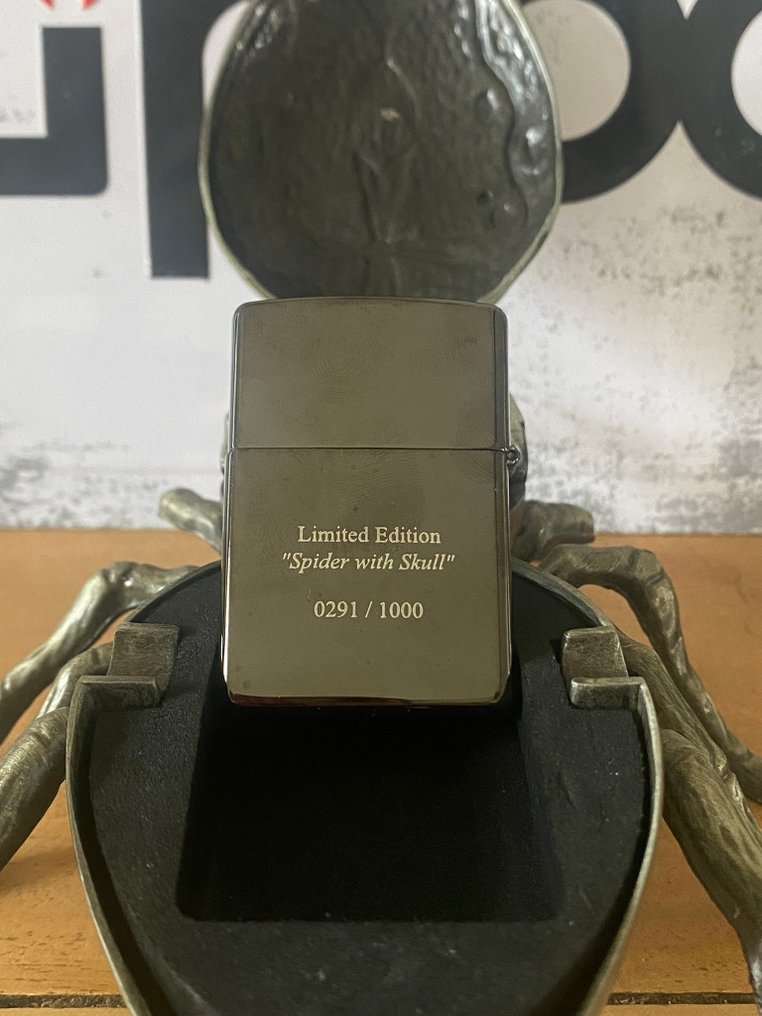 Limited Edition
"Spider with Skull"
0291 / 1000